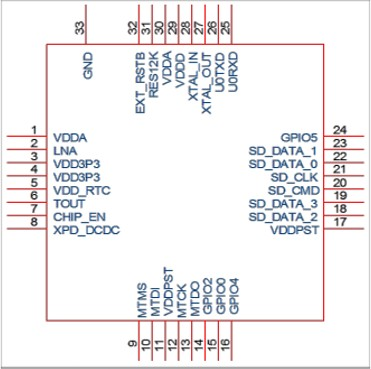 33
32
31
30
29
28
27
26
25
GND
EXT_RSTB
RES12K
VDDA
VDDD
XTAL_IN
XTAL_OUT
U0TXD
U0RXD
1 VDDA
2 LNA
3 VDD3P3
4 VDD3P3
5 VDD_RTC
6 TOUT
7 CHIP_EN
8 XPD_DCDC
GPIO5 24
SD_DATA_1 23
SD_DATA_0 22
SD_CLK 21
SD_CMD 20
SD_DATA_3 19
SD_DATA_2 18
VDDPST 17
MTMS
MTDI
VDDPST
MTCK
MTDO
GPIO2
GPIO0
GPIO4
9
10
11
12
13
14
15
16